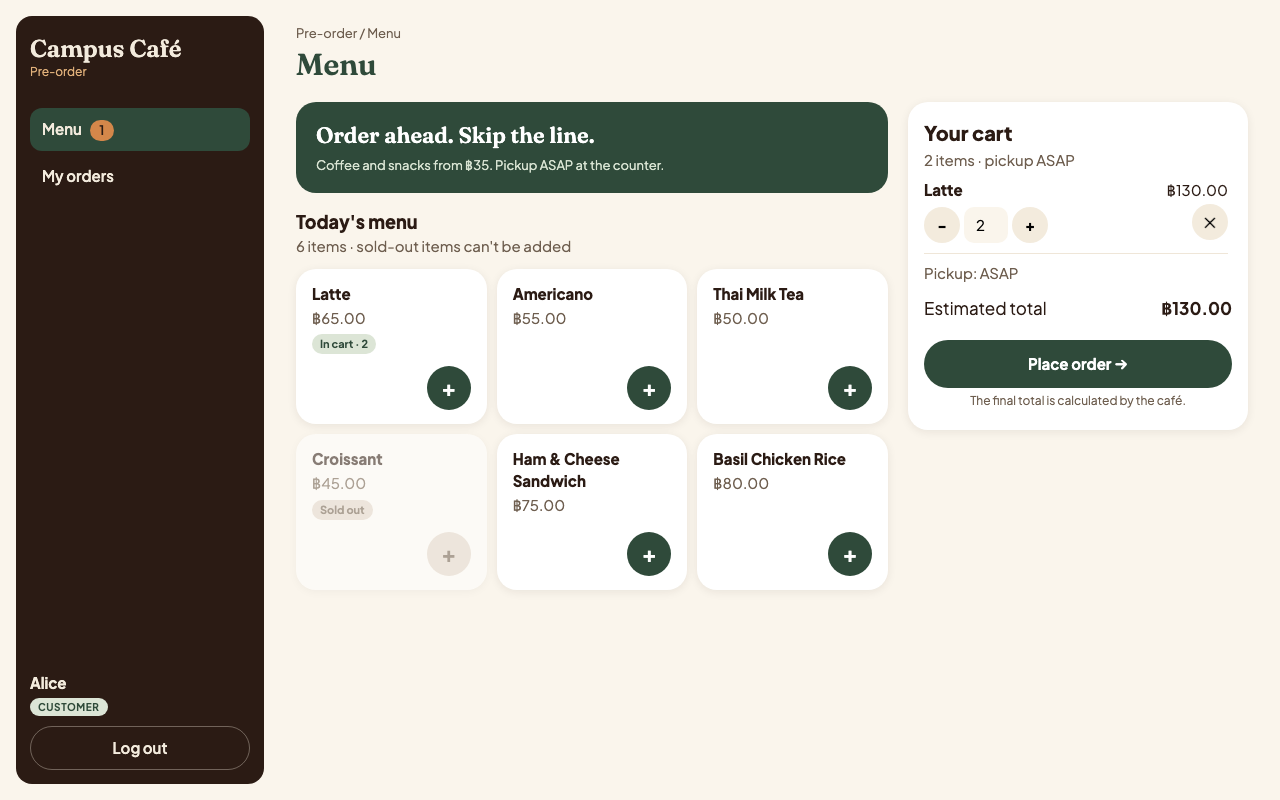 Campus Café
Pre-order
Menu 1
My orders
Alice
CUSTOMER
Log out
Pre-order / Menu
Menu
Order ahead. Skip the line.
Coffee and snacks from ฿35. Pickup ASAP at the counter.
Today's menu
6 items · sold-out items can't be added
Latte
฿65.00
In cart · 2
+
Americano
฿55.00
+
Thai Milk Tea
฿50.00
+
Croissant
฿45.00
Sold out
+
Ham & Cheese
Sandwich
฿75.00
+
Basil Chicken Rice
฿80.00
+
Your cart
2 items · pickup ASAP
Latte ฿130.00
- 2 + ×
Pickup: ASAP
Estimated total ฿130.00
Place order →
The final total is calculated by the café.